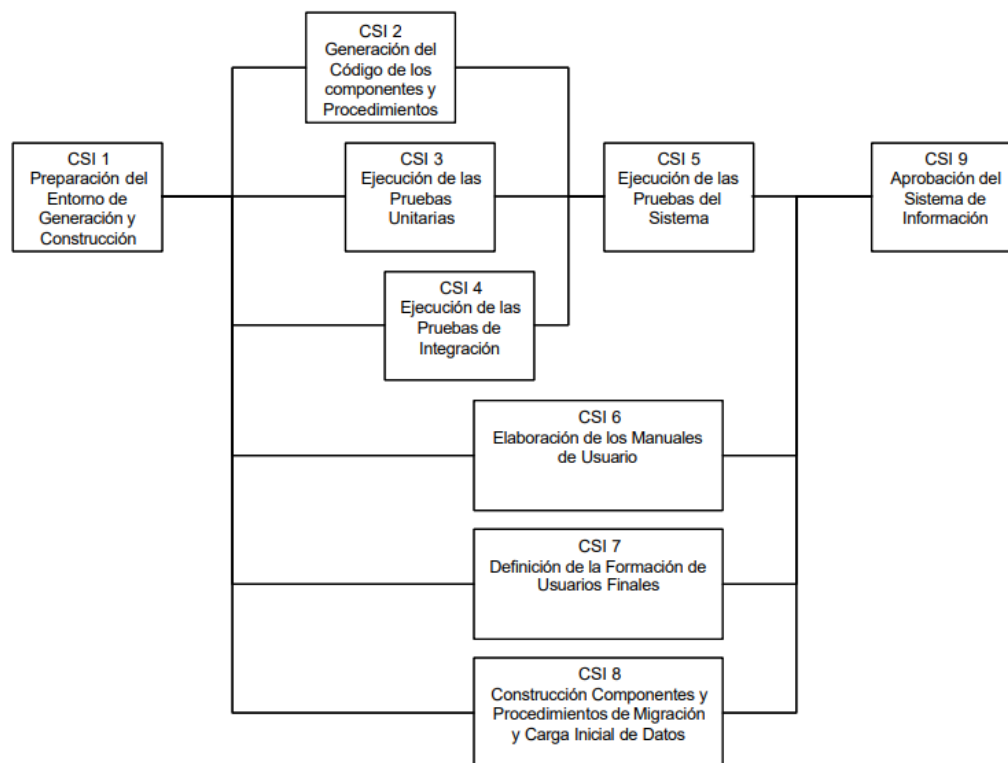 CSI 2
Generación del
Código de los
componentes y
Procedimientos
CSI 1
Preparación del
Entorno de
Generación y
Construcción
CSI 3
Ejecución de las
Pruebas
Unitarias
CSI 5
Ejecución de las
Pruebas del
Sistema
CSI 9
Aprobación del
Sistema de
Información
CSI 4
Ejecución de las
Pruebas de
Integración
CSI 6
Elaboración de los Manuales
de Usuario
CSI 7
Definición de la Formación de
Usuarios Finales
CSI 8
Construcción Componentes y
Procedimientos de Migración
y Carga Inicial de Datos